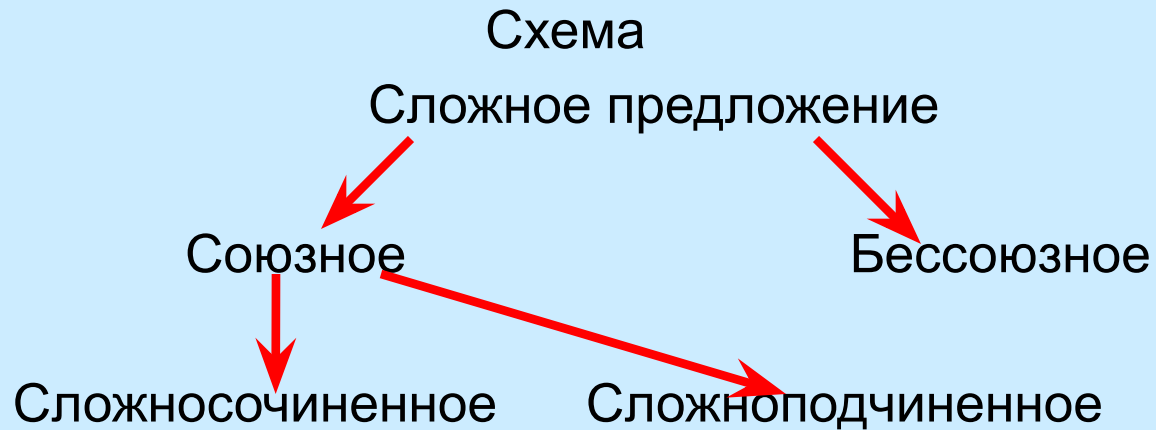 Схема
Сложное предложение
Союзное
Бессоюзное
Сложносочиненное
Сложноподчиненное